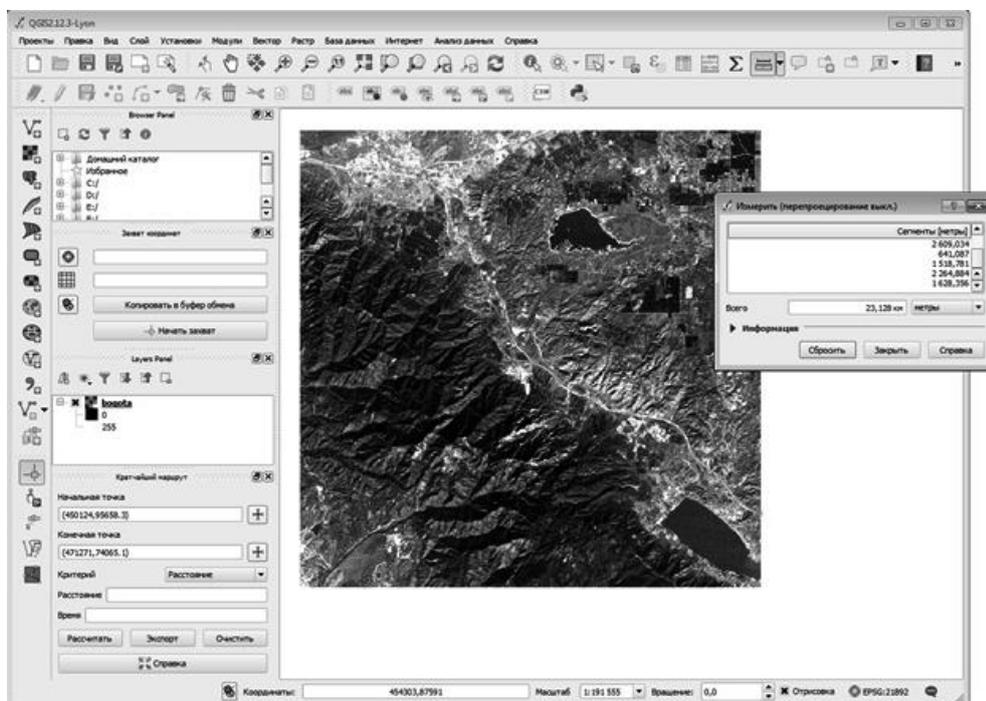 QGIS2.12.3-Lyon
Проекты Правка Вид Слой Установки Модули Вектор Растр База данных Интернет Анализ данных Справка
Browser Panel
Домашний каталог
Избранное
C:/
D:/
E:/
Захват координат
Копировать в буфер обмена
Начать захват
Layers Panel
bogota
0
255
Кратчайший маршрут
Начальная точка
(450124,95658.3)
Конечная точка
(471271,74065.1)
Критерий Расстояние
Расстояние
Время
Рассчитать Экспорт Очистить
Справка
Измерить (перепроецирование выкл.)
Сегменты [метры]
2 609,034
641,087
1 518,781
2 264,884
1 628,356
Всего 23,128 км метры
Информация
Сбросить Закрыть Справка
Координаты: 454303,87591 Масштаб 1:191 555 Вращение: 0,0 Отрисовка EPSG:21892